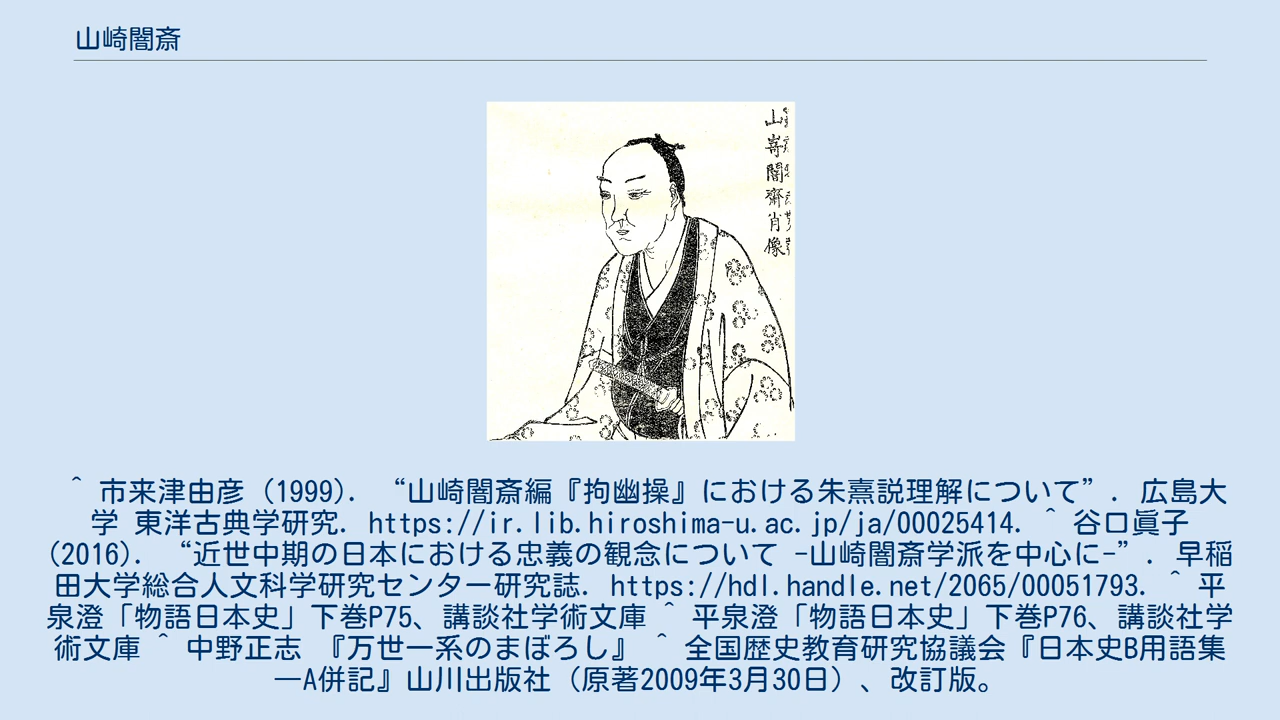 山崎闇斎
山嵜闇齋肖像
^ 市来津由彦 (1999). “山崎闇斎編『拘幽操』における朱熹説理解について”. 広島大
学 東洋古典学研究. https://ir.lib.hiroshima-u.ac.jp/ja/00025414. ^ 谷口眞子
(2016). “近世中期の日本における忠義の観念について -山崎闇斎学派を中心に-”. 早稲
田大学総合人文科学研究センター研究誌. https://hdl.handle.net/2065/00051793. ^ 平
泉澄「物語日本史」下巻P75、講談社学術文庫 ^ 平泉澄「物語日本史」下巻P76、講談社学
術文庫 ^ 中野正志 『万世一系のまぼろし』 ^ 全国歴史教育研究協議会『日本史B用語集
―A併記』山川出版社（原著2009年3月30日）、改訂版。